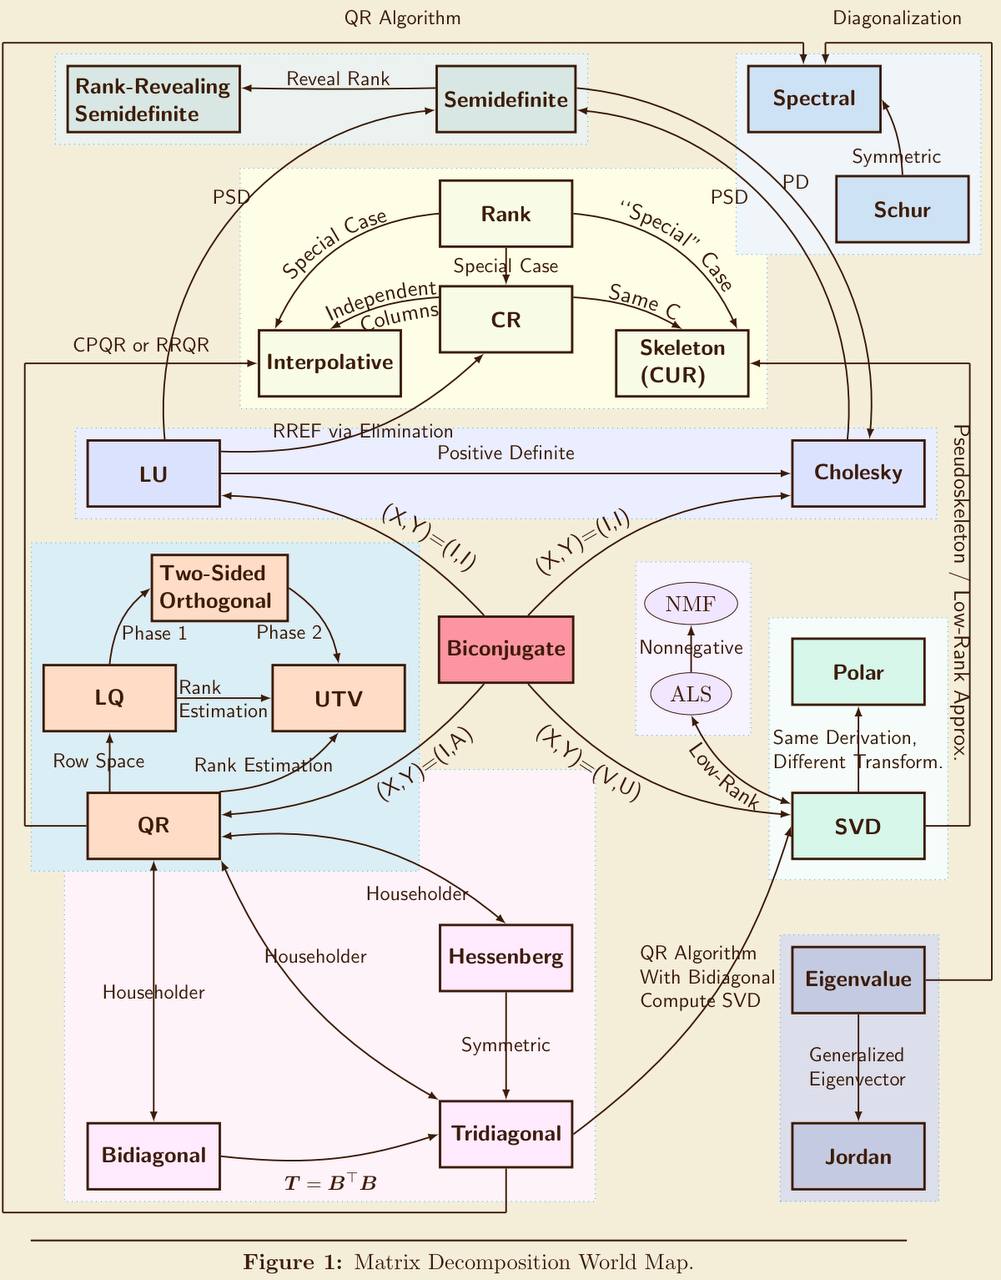 QR Algorithm
Diagonalization
Rank-Revealing
Semidefinite
Reveal Rank
Semidefinite
Spectral
Symmetric
Schur
PSD
PSD
PD
Rank
Special Case
"Special" Case
Special Case
Independent
Columns
CR
Same C
CPQR or RRQR
Interpolative
Skeleton
(CUR)
RREF via Elimination
Positive Definite
LU
Cholesky
Pseudoskeleton / Low-Rank Approx.
(X,Y)=(I,I)
(X,Y)=(I,I)
Two-Sided
Orthogonal
Phase 1
Phase 2
NMF
Nonnegative
ALS
Biconjugate
Polar
LQ
Rank
Estimation
UTV
Row Space
Rank Estimation
(X,Y)=(I,A)
(X,Y)=(V,U)
Low-Rank
Same Derivation,
Different Transform.
QR
SVD
Householder
Householder
Householder
Hessenberg
QR Algorithm
With Bidiagonal
Compute SVD
Eigenvalue
Symmetric
Generalized
Eigenvector
Bidiagonal
Tridiagonal
T = B⊤B
Jordan
Figure 1: Matrix Decomposition World Map.